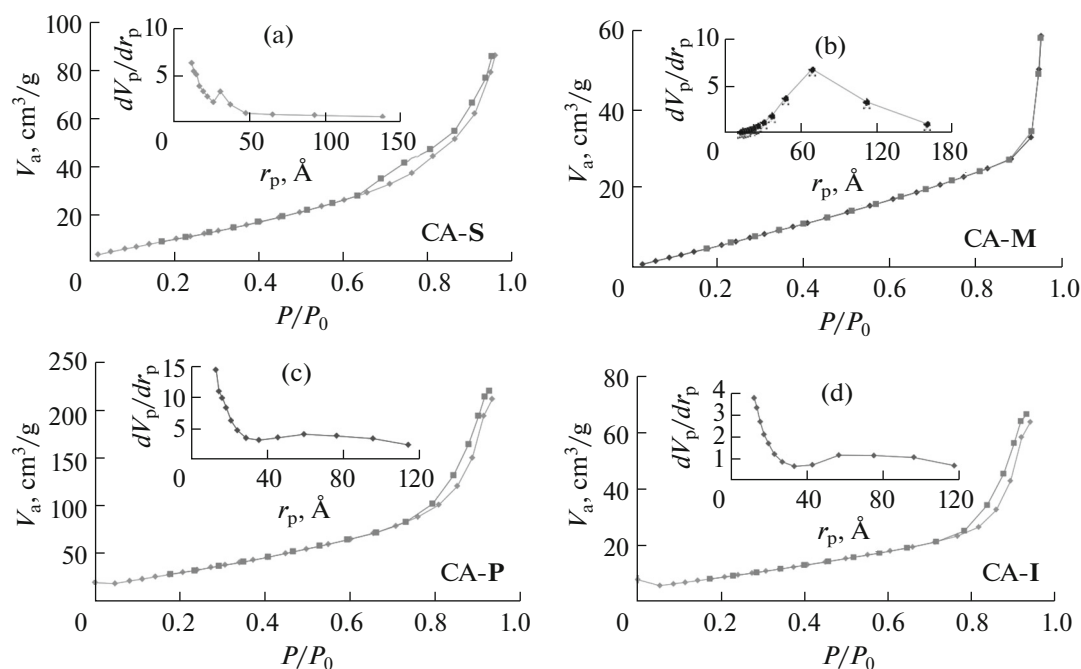 100
80
60
40
20
0
V_a, cm³/g
10
5
0
50
100
150
dV_p/dr_p
r_p, Å
(a)
CA-S
0.2 0.4 0.6 0.8 1.0
P/P_0
60
40
20
0
V_a, cm³/g
10
5
0
60
120
180
dV_p/dr_p
r_p, Å
(b)
CA-M
0.2 0.4 0.6 0.8 1.0
P/P_0
250
200
150
100
50
0
V_a, cm³/g
15
10
5
0
40
80
120
dV_p/dr_p
r_p, Å
(c)
CA-P
0.2 0.4 0.6 0.8 1.0
P/P_0
80
60
40
20
0
V_a, cm³/g
4
3
2
1
0
40
80
120
dV_p/dr_p
r_p, Å
(d)
CA-I
0.2 0.4 0.6 0.8 1.0
P/P_0